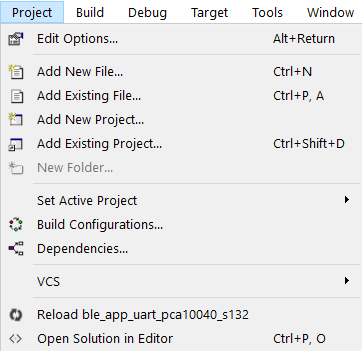 Project Build Debug Target Tools Window
Edit Options... Alt+Return
Add New File... Ctrl+N
Add Existing File... Ctrl+P, A
Add New Project...
Add Existing Project... Ctrl+Shift+D
New Folder...
Set Active Project
Build Configurations...
Dependencies...
VCS
Reload ble_app_uart_pca10040_s132
Open Solution in Editor Ctrl+P, O